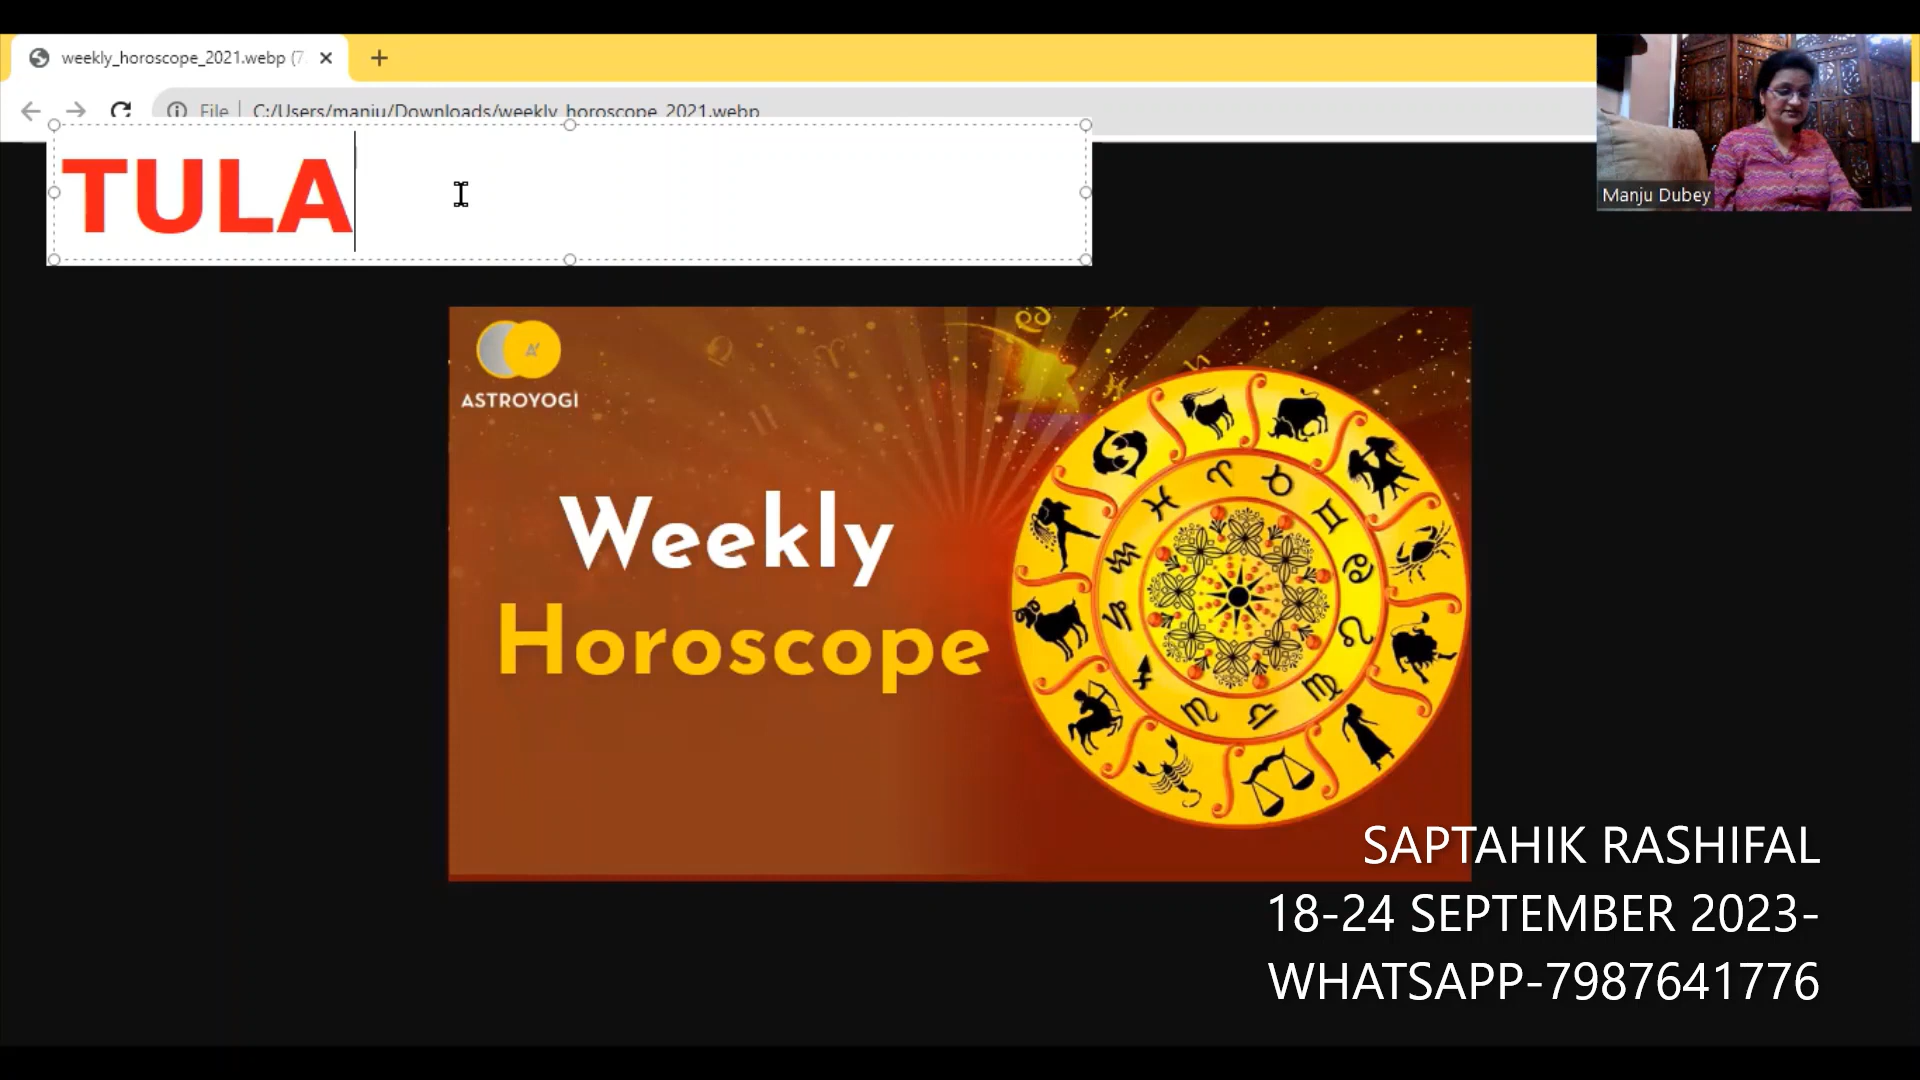 weekly_horoscope_2021.webp (7
File | C:/Users/manju/Downloads/weekly_horoscope_2021.webp
TULA
Manju Dubey
ASTROYOGI
Weekly
Horoscope
SAPTAHIK RASHIFAL
18-24 SEPTEMBER 2023-
WHATSAPP-7987641776